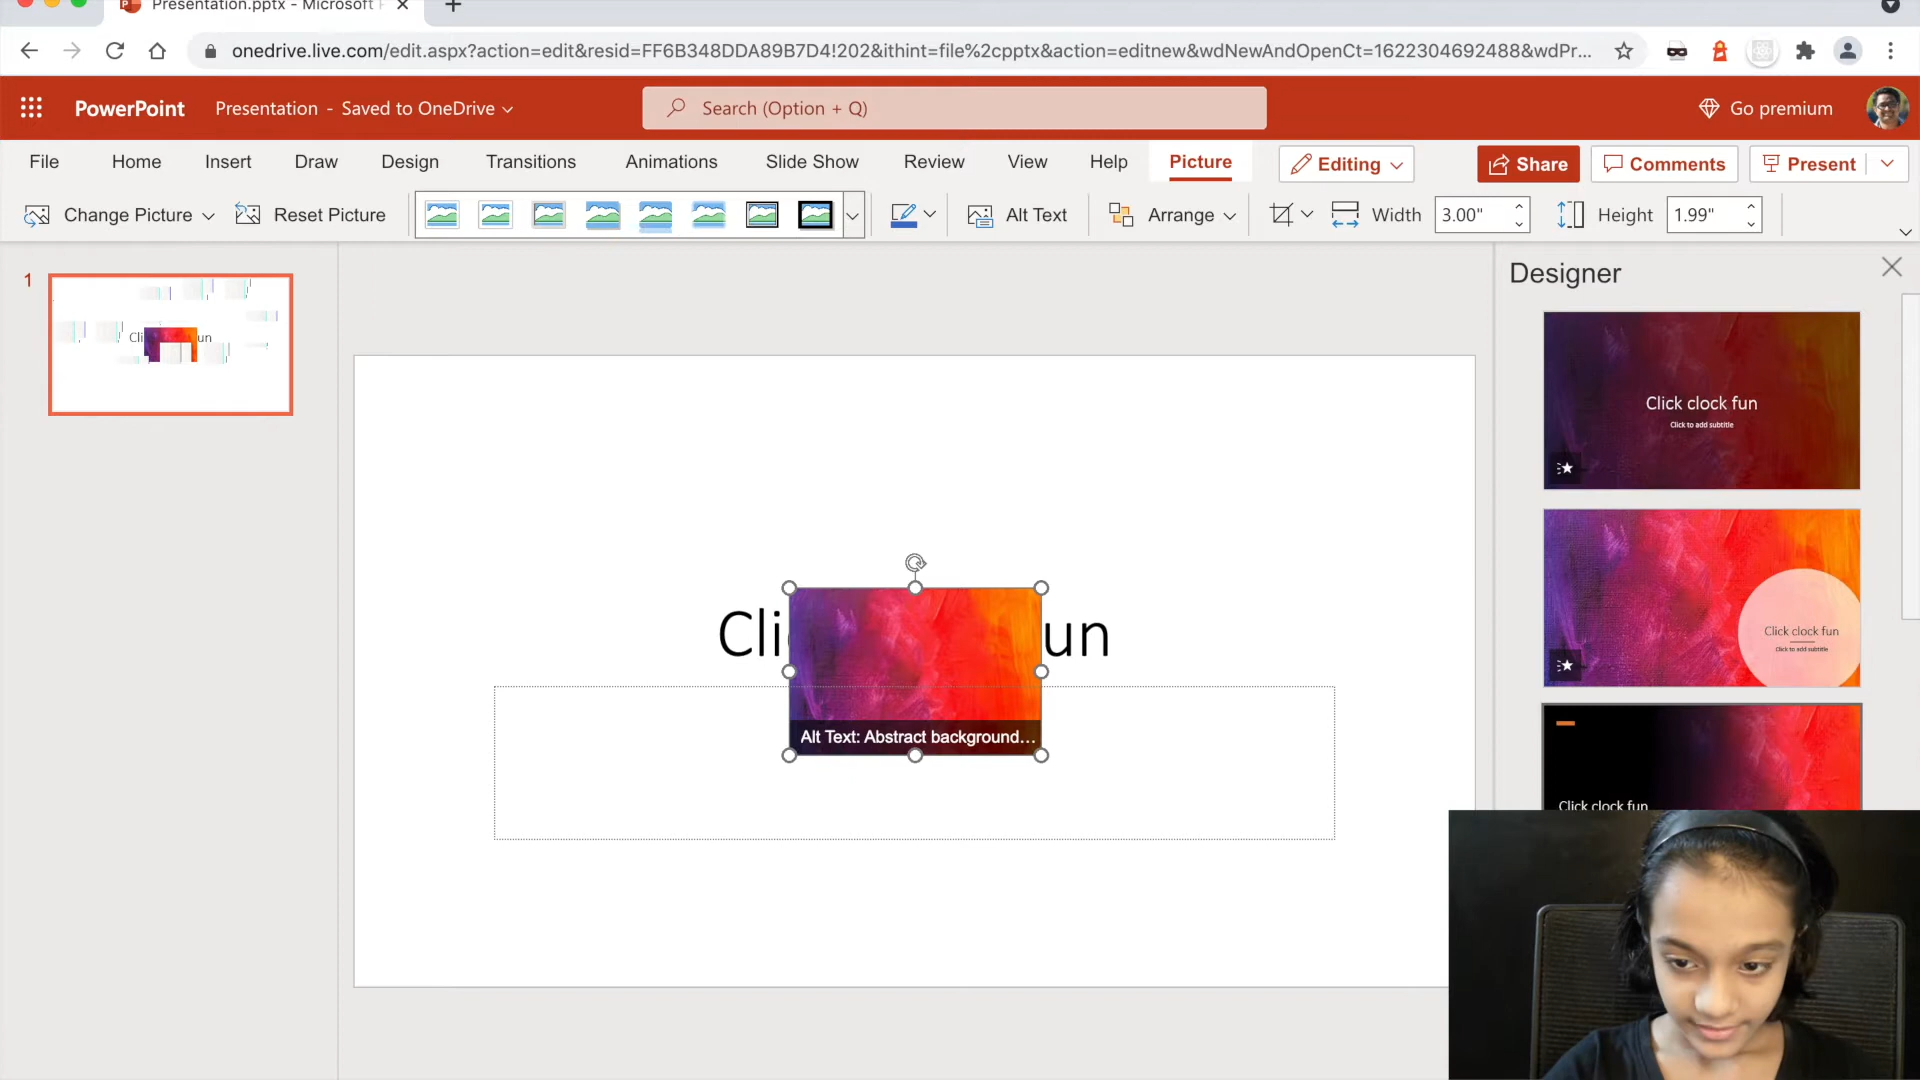 Presentation.pptx - Microsoft
onedrive.live.com/edit.aspx?action=edit&resid=FF6B348DDA89B7D4!202&ithint=file%2cpptx&action=editnew&wdNewAndOpenCt=1622304692488&wdPr...
PowerPoint
Presentation - Saved to OneDrive
Search (Option + Q)
Go premium
File Home Insert Draw Design Transitions Animations Slide Show Review View Help Picture
Editing Share Comments Present
Change Picture Reset Picture Alt Text Arrange Width 3.00" Height 1.99"
1
Cli un
Designer
Click clock fun
Click to add subtitle
Click clock fun
Click to add subtitle
Click clock fun
Cli un
Alt Text: Abstract background...